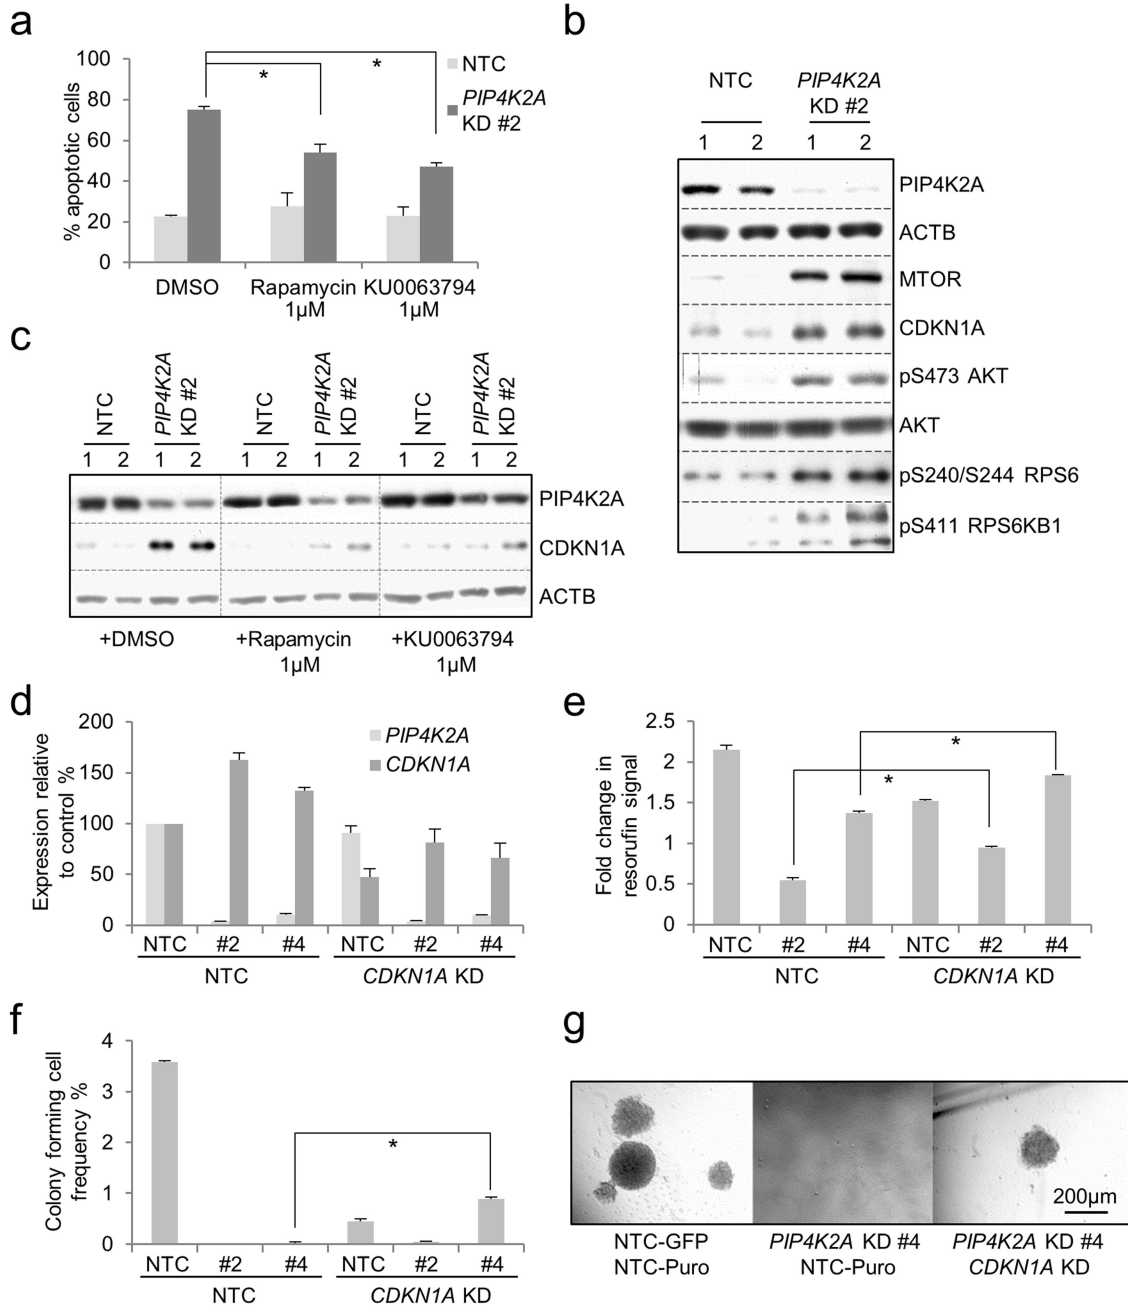 a
100
80
60
40
20
0
% apoptotic cells
NTC
PIP4K2A
KD #2
*
*
DMSO
Rapamycin
1µM
KU0063794
1µM
b
NTC
PIP4K2A
KD #2
1 2 1 2
PIP4K2A
ACTB
MTOR
CDKN1A
pS473 AKT
AKT
pS240/S244 RPS6
pS411 RPS6KB1
c
NTC
PIP4K2A
KD #2
NTC
PIP4K2A
KD #2
NTC
PIP4K2A
KD #2
1 2 1 2 1 2 1 2 1 2 1 2
PIP4K2A
CDKN1A
ACTB
+DMSO
+Rapamycin
1µM
+KU0063794
1µM
d
200
150
100
50
0
Expression relative
to control %
PIP4K2A
CDKN1A
NTC #2 #4 NTC #2 #4
NTC
CDKN1A KD
e
2.5
2
1.5
1
0.5
0
Fold change in
resorufin signal
*
*
NTC #2 #4 NTC #2 #4
NTC
CDKN1A KD
f
4
3
2
1
0
Colony forming cell
frequency %
*
NTC #2 #4 NTC #2 #4
NTC
CDKN1A KD
g
200µm
NTC-GFP
NTC-Puro
PIP4K2A KD #4
NTC-Puro
PIP4K2A KD #4
CDKN1A KD